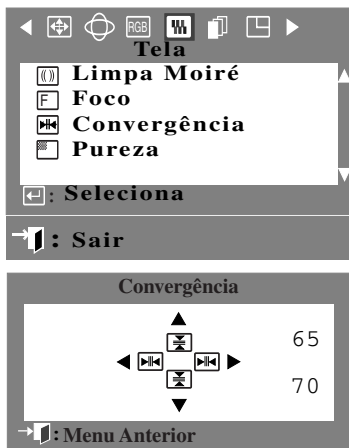 RGB
Tela
Limpa Moiré
F Foco
Convergência
Pureza
: Seleciona
: Sair
Convergência
65
70
: Menu Anterior